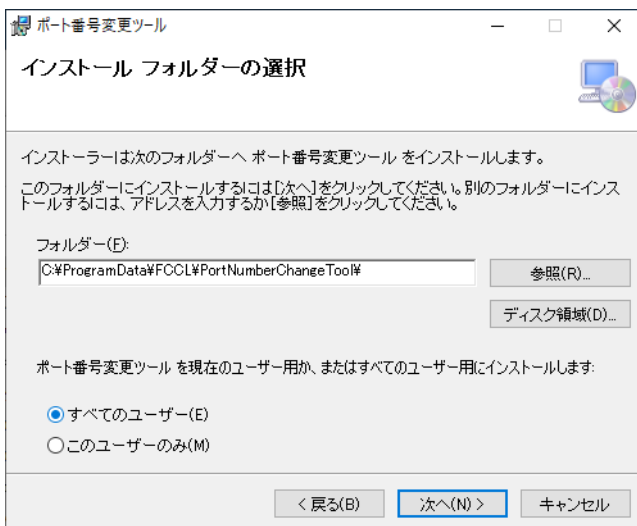 ポート番号変更ツール
インストール フォルダーの選択
インストーラーは次のフォルダーへ ポート番号変更ツール をインストールします。
このフォルダーにインストールするには[次へ]をクリックしてください。別のフォルダーにインス
トールするには、アドレスを入力するか[参照]をクリックしてください。
フォルダー(F):
C:¥ProgramData¥FCCL¥PortNumberChangeTool¥
参照(R)...
ディスク領域(D)...
ポート番号変更ツール を現在のユーザー用か、またはすべてのユーザー用にインストールします:
すべてのユーザー(E)
このユーザーのみ(M)
< 戻る(B)
次へ(N) >
キャンセル